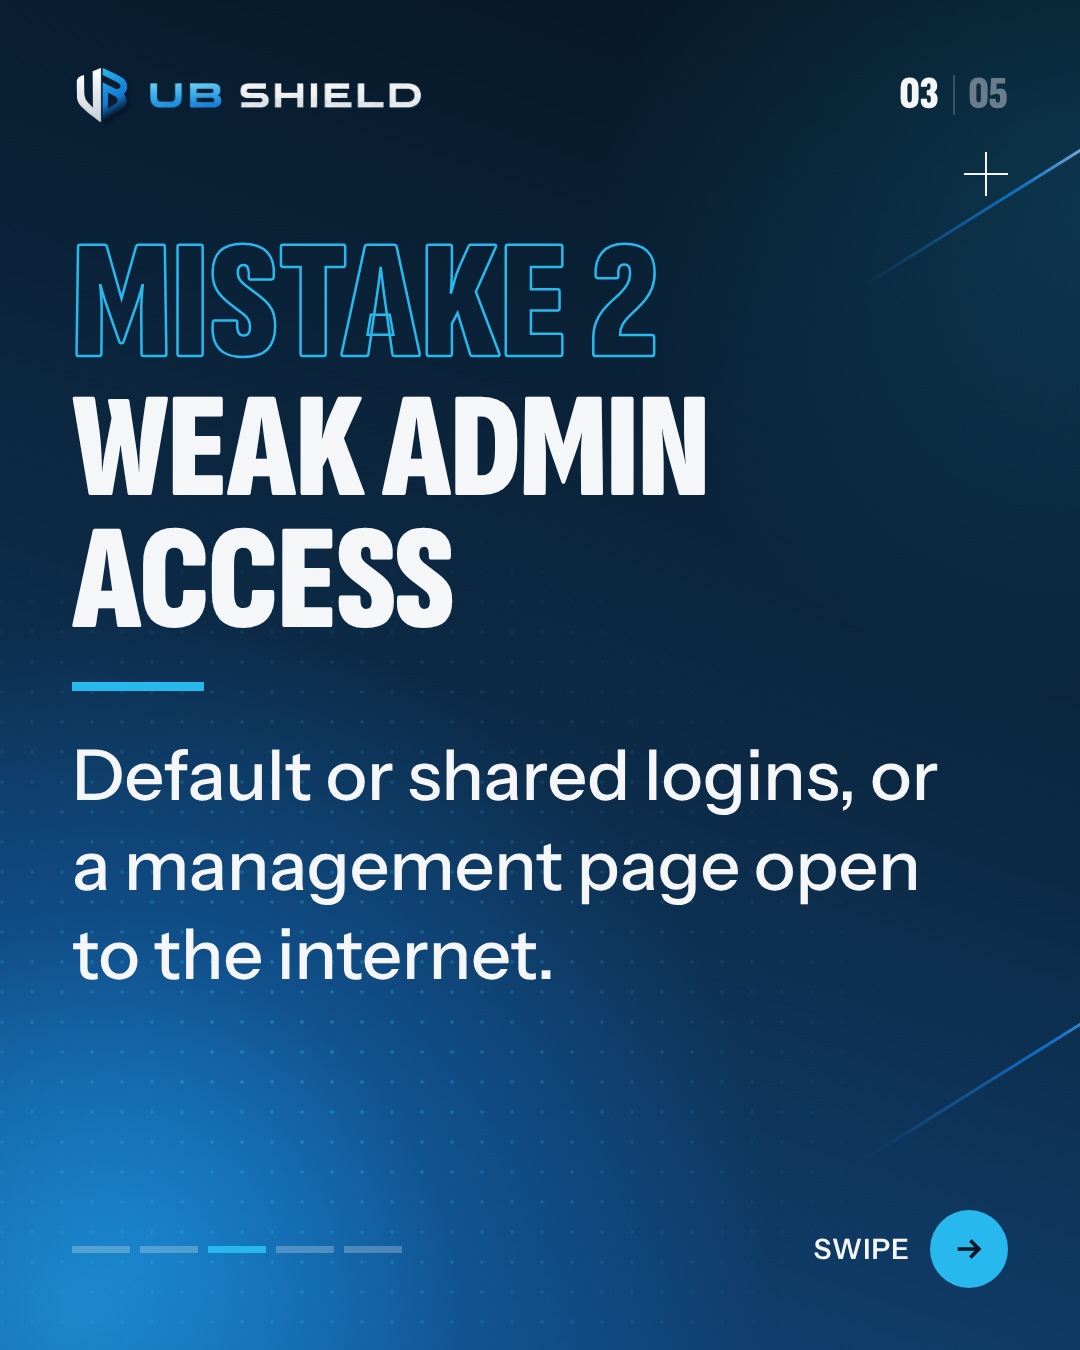 UB SHIELD
03 | 05
MISTAKE 2
WEAK ADMIN
ACCESS
Default or shared logins, or
a management page open
to the internet.
SWIPE